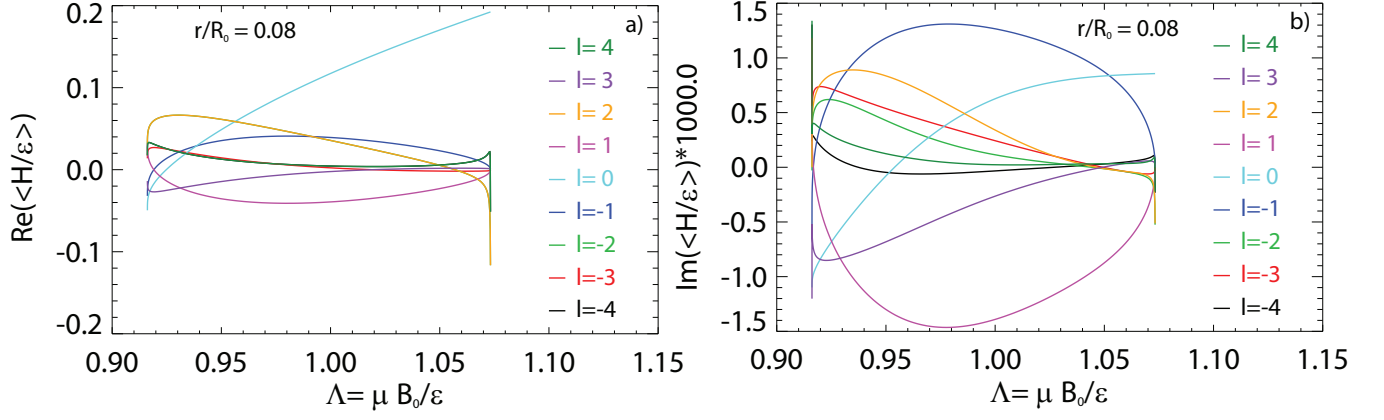 r/R₀ = 0.08
a)
Re(<H/ε>)
0.2
0.1
0.0
-0.1
-0.2
l= 4
l= 3
l= 2
l= 1
l= 0
l=-1
l=-2
l=-3
l=-4
0.90 0.95 1.00 1.05 1.10 1.15
Λ= μ B₀/ε
r/R₀ = 0.08
b)
Im(<H/ε>)*1000.0
1.5
1.0
0.5
0.0
-0.5
-1.0
-1.5
l= 4
l= 3
l= 2
l= 1
l= 0
l=-1
l=-2
l=-3
l=-4
0.90 0.95 1.00 1.05 1.10 1.15
Λ= μ B₀/ε